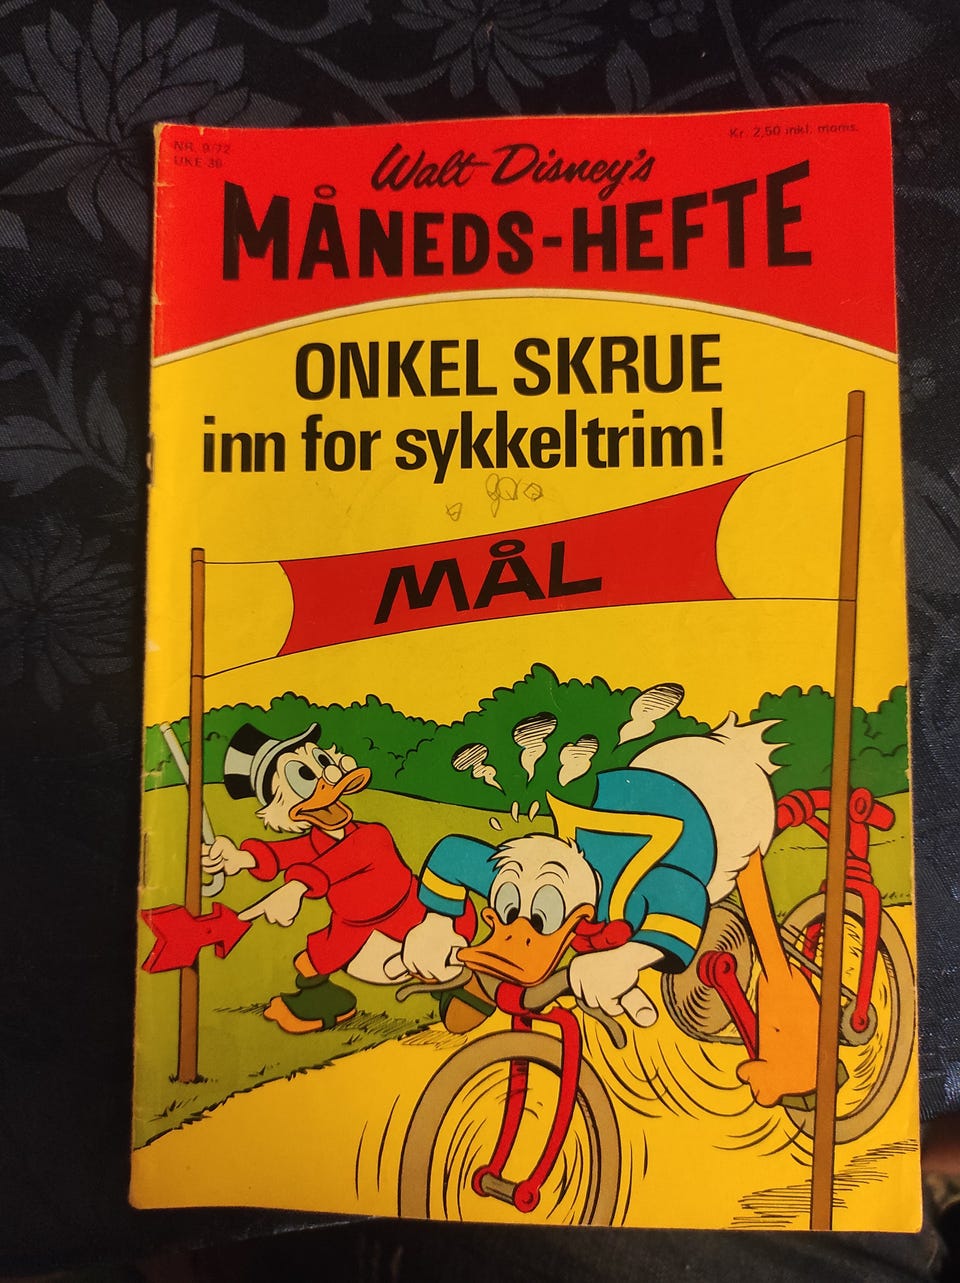 NR. 9/72
UKE 36
Kr. 2,50 inkl. moms.
Walt Disney's
MÅNEDS-HEFTE
ONKEL SKRUE
inn for sykkeltrim!
MÅL
7